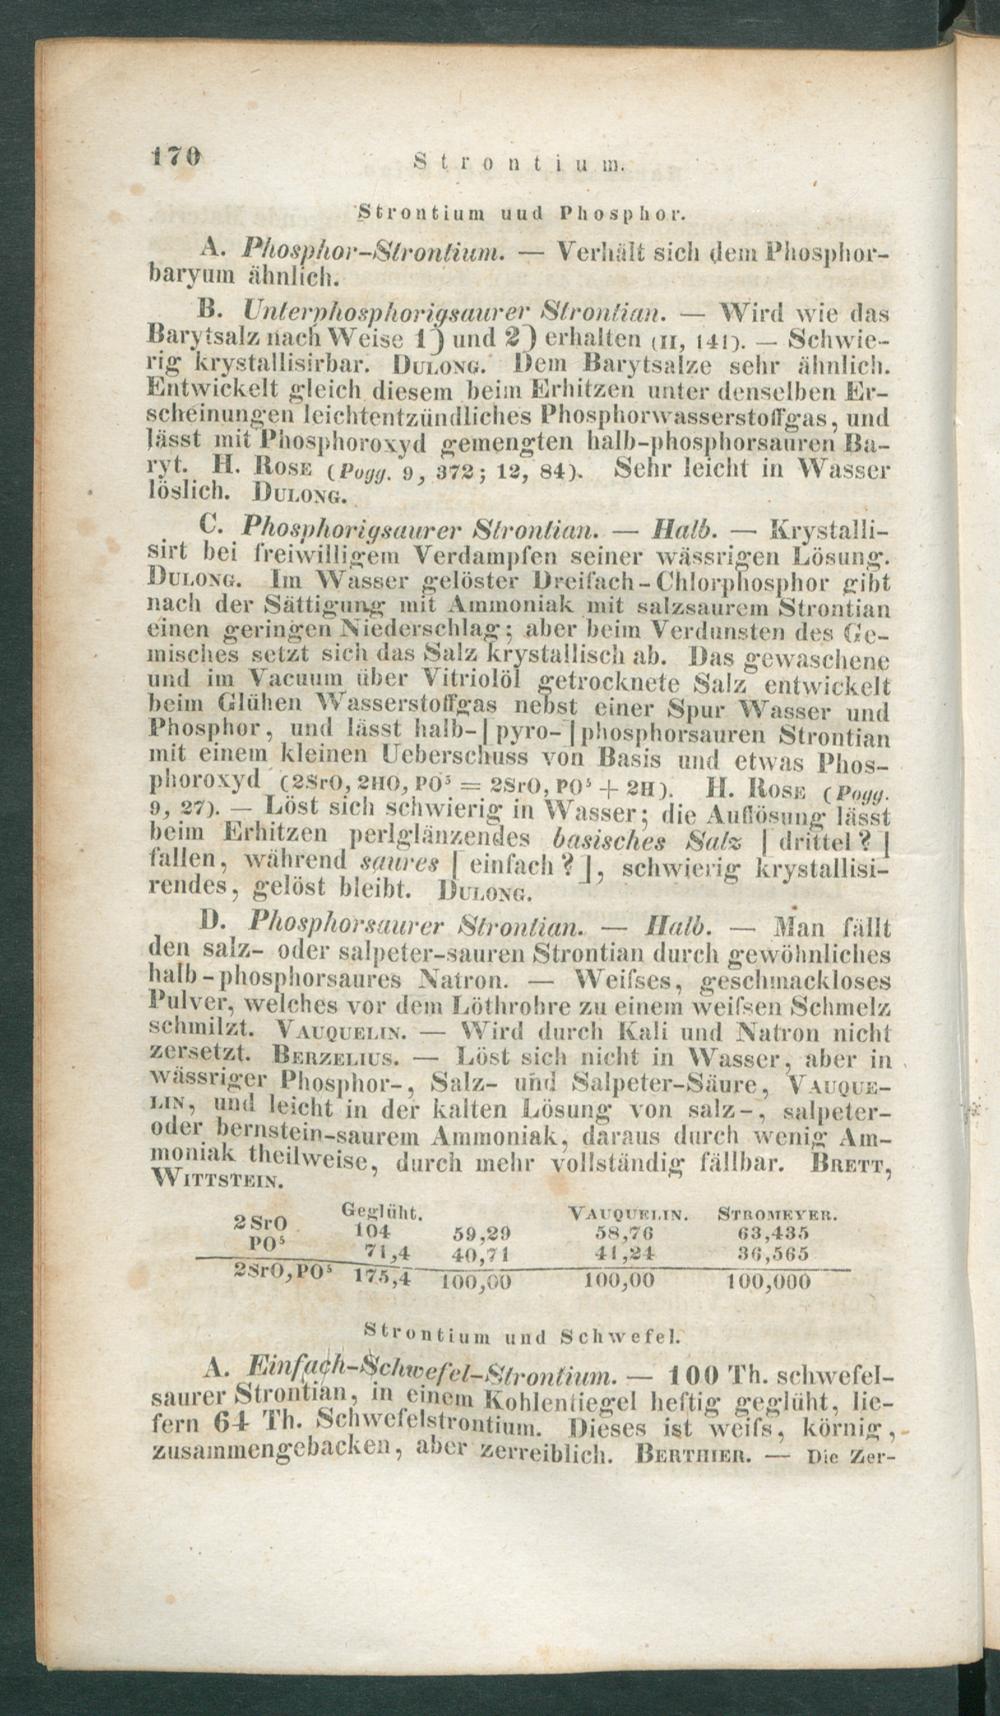 170
Strontium.
Strontium uud Phosphor.
A. Phosphor-Strontium. — Verhält sich dem Phosphor-
baryum ähnlich.
B. Unterphosphorigsaurer Strontian. — Wird wie das
Barytsalz nach Weise 1) und 2) erhalten (II, 141). — Schwie-
rig krystallisirbar. DULONG. Dem Barytsalze sehr ähnlich.
Entwickelt gleich diesem beim Erhitzen unter denselben Er-
scheinungen leichtentzündliches Phosphorwasserstoffgas, und
lässt mit Phosphoroxyd gemengten halb-phosphorsauren Ba-
ryt. H. ROSE (Pogg. 9, 372; 12, 84). Sehr leicht in Wasser
löslich. DULONG.
C. Phosphorigsaurer Strontian. — Halb. — Krystalli-
sirt bei freiwilligem Verdampfen seiner wässrigen Lösung.
DULONG. Im Wasser gelöster Dreifach-Chlorphosphor gibt
nach der Sättigung mit Ammoniak mit salzsaurem Strontian
einen geringen Niederschlag; aber beim Verdunsten des Ge-
misches setzt sich das Salz krystallisch ab. Das gewaschene
und im Vacuum über Vitriolöl getrocknete Salz entwickelt
beim Glühen Wasserstoffgas nebst einer Spur Wasser und
Phosphor, und lässt halb-[pyro-]phosphorsauren Strontian
mit einem kleinen Ueberschuss von Basis und etwas Phos-
phoroxyd (2SrO, 2HO, PO³ = 2SrO, PO⁵ + 2H). H. ROSE (Pogg.
9, 27). — Löst sich schwierig in Wasser; die Auflösung lässt
beim Erhitzen perlglänzendes basisches Salz [drittel?]
fallen, während saures [einfach?], schwierig krystallisi-
rendes, gelöst bleibt. DULONG.
D. Phosphorsaurer Strontian. — Halb. — Man fällt
den salz- oder salpeter-sauren Strontian durch gewöhnliches
halb-phosphorsaures Natron. — Weifses, geschmackloses
Pulver, welches vor dem Löthrohre zu einem weifsen Schmelz
schmilzt. VAUQUELIN. — Wird durch Kali und Natron nicht
zersetzt. BERZELIUS. — Löst sich nicht in Wasser, aber in
wässriger Phosphor-, Salz- und Salpeter-Säure, VAUQUE-
LIN, und leicht in der kalten Lösung von salz-, salpeter-
oder bernstein-saurem Ammoniak, daraus durch wenig Am-
moniak theilweise, durch mehr vollständig fällbar. BRETT,
WITTSTEIN.
Geglüht. VAUQUELIN. STROMEYER.
2SrO 104 59,29 58,76 63,435
PO⁵ 71,4 40,71 41,24 36,565
2SrO,PO⁵ 175,4 100,00 100,00 100,000
Strontium und Schwefel.
A. Einfach-Schwefel-Strontium. — 100 Th. schwefel-
saurer Strontian, in einem Kohlentiegel heftig geglüht, lie-
fern 64 Th. Schwefelstrontium. Dieses ist weifs, körnig,
zusammengebacken, aber zerreiblich. BERTHIER. — Die Zer-